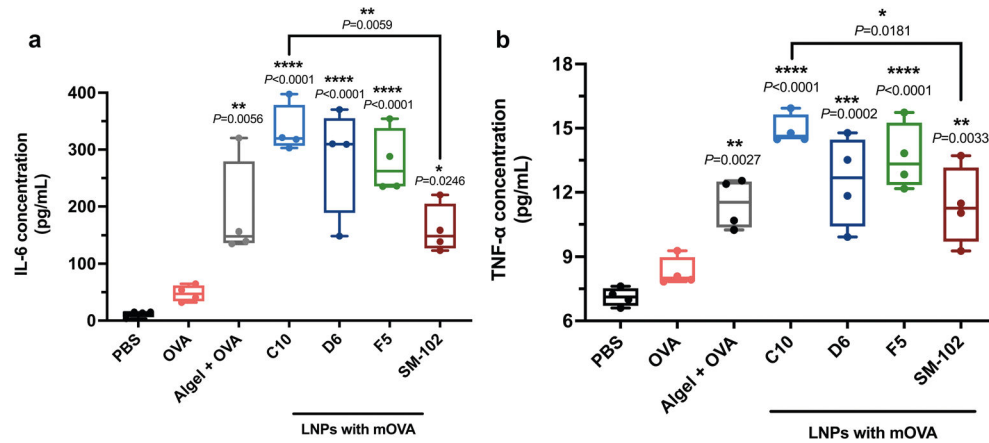 a
**
P=0.0059
IL-6 concentration
(pg/mL)
400
300
200
100
0
**
P=0.0056
****
P<0.0001
****
P<0.0001
****
P<0.0001
*
P=0.0246
PBS
OVA
Algel + OVA
C10
D6
F5
SM-102
LNPs with mOVA
b
*
P=0.0181
TNF-α concentration
(pg/mL)
18
15
12
9
6
**
P=0.0027
****
P<0.0001
***
P=0.0002
****
P<0.0001
**
P=0.0033
PBS
OVA
Algel + OVA
C10
D6
F5
SM-102
LNPs with mOVA